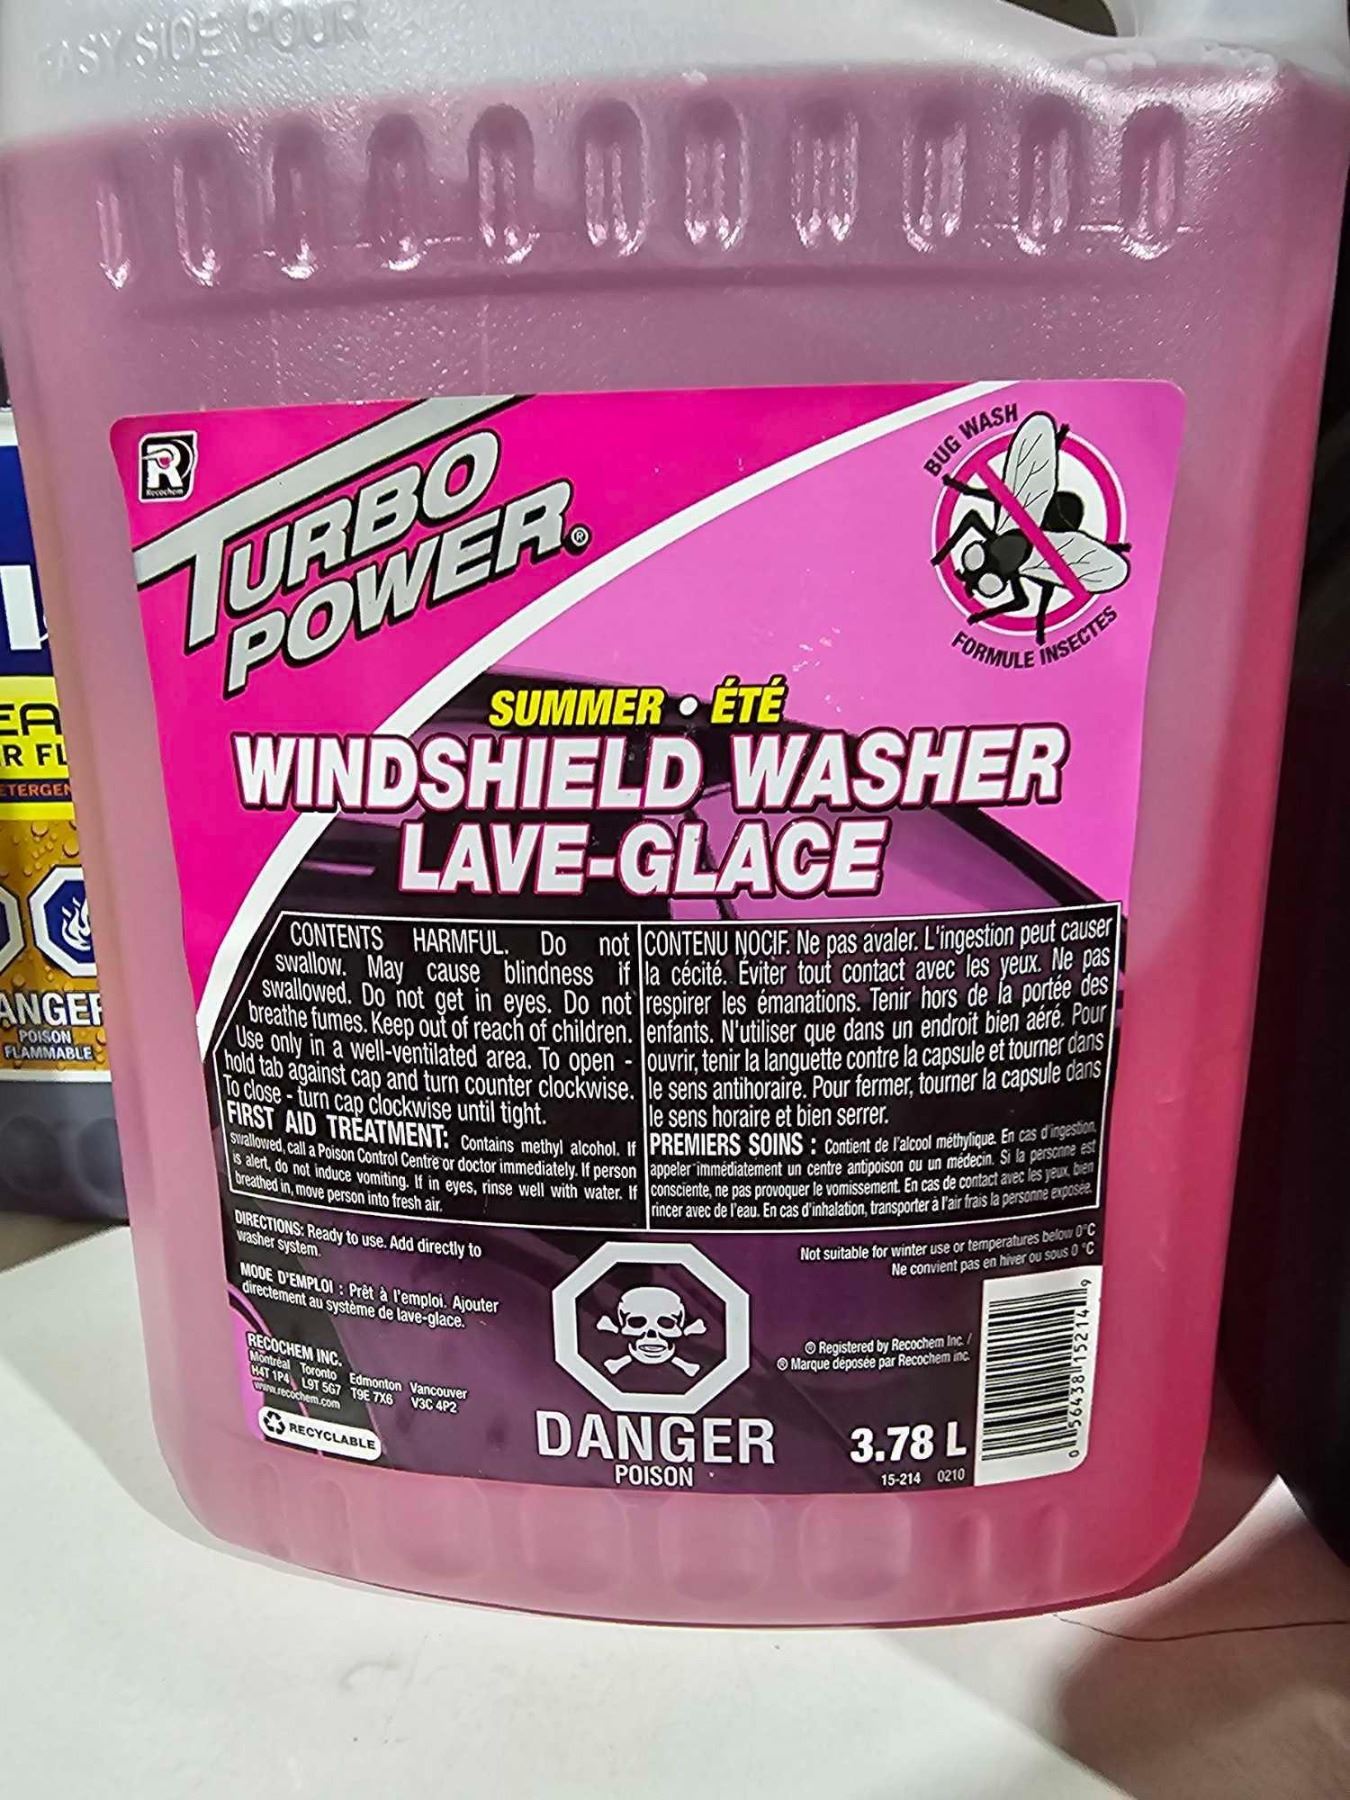 EASY SIDE POUR
R
Recochem
TURBO
POWER®
BUG WASH
FORMULE INSECTES
SUMMER • ÉTÉ
WINDSHIELD WASHER
LAVE-GLACE
CONTENTS HARMFUL. Do not
swallow. May cause blindness if
swallowed. Do not get in eyes. Do not
breathe fumes. Keep out of reach of children.
Use only in a well-ventilated area. To open -
hold tab against cap and turn counter clockwise.
To close - turn cap clockwise until tight.
FIRST AID TREATMENT: Contains methyl alcohol. If
swallowed, call a Poison Control Centre or doctor immediately. If person
is alert, do not induce vomiting. If in eyes, rinse well with water. If
breathed in, move person into fresh air.
CONTENU NOCIF. Ne pas avaler. L'ingestion peut causer
la cécité. Éviter tout contact avec les yeux. Ne pas
respirer les émanations. Tenir hors de la portée des
enfants. N'utiliser que dans un endroit bien aéré. Pour
ouvrir, tenir la languette contre la capsule et tourner dans
le sens antihoraire. Pour fermer, tourner la capsule dans
le sens horaire et bien serrer.
PREMIERS SOINS : Contient de l'alcool méthylique. En cas d'ingestion,
appeler immédiatement un centre antipoison ou un médecin. Si la personne est
consciente, ne pas provoquer le vomissement. En cas de contact avec les yeux, bien
rincer avec de l'eau. En cas d'inhalation, transporter à l'air frais la personne exposée.
DIRECTIONS: Ready to use. Add directly to
washer system.
MODE D'EMPLOI : Prêt à l'emploi. Ajouter
directement au système de lave-glace.
Not suitable for winter use or temperatures below 0°C
Ne convient pas en hiver ou sous 0 °C
RECOCHEM INC.
Montréal Toronto Edmonton Vancouver
H4T 1P4 L9T 5G7 T9E 7X6 V3C 4P2
www.recochem.com
RECYCLABLE
DANGER
POISON
® Registered by Recochem Inc. /
® Marque déposée par Recochem inc.
3.78 L
15-214 0210
0 56438 15214 9
EA
R FL
ETERGEN
ANGER
POISON
FLAMMABLE